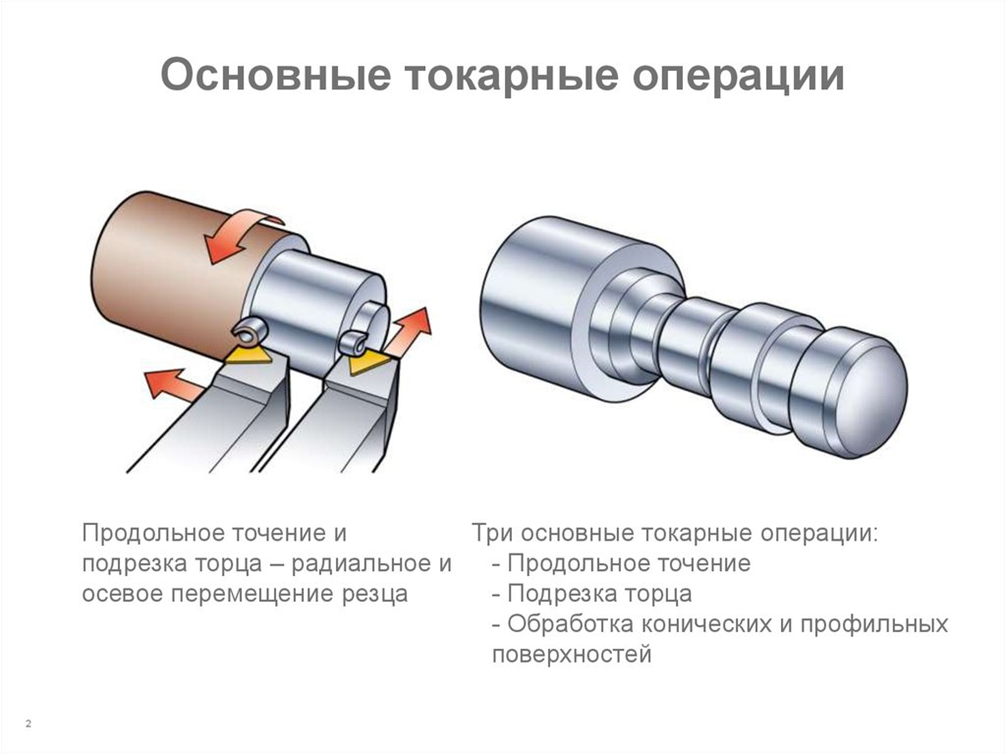 Основные токарные операции
Продольное точение и
подрезка торца – радиальное и
осевое перемещение резца
Три основные токарные операции:
- Продольное точение
- Подрезка торца
- Обработка конических и профильных
поверхностей
2